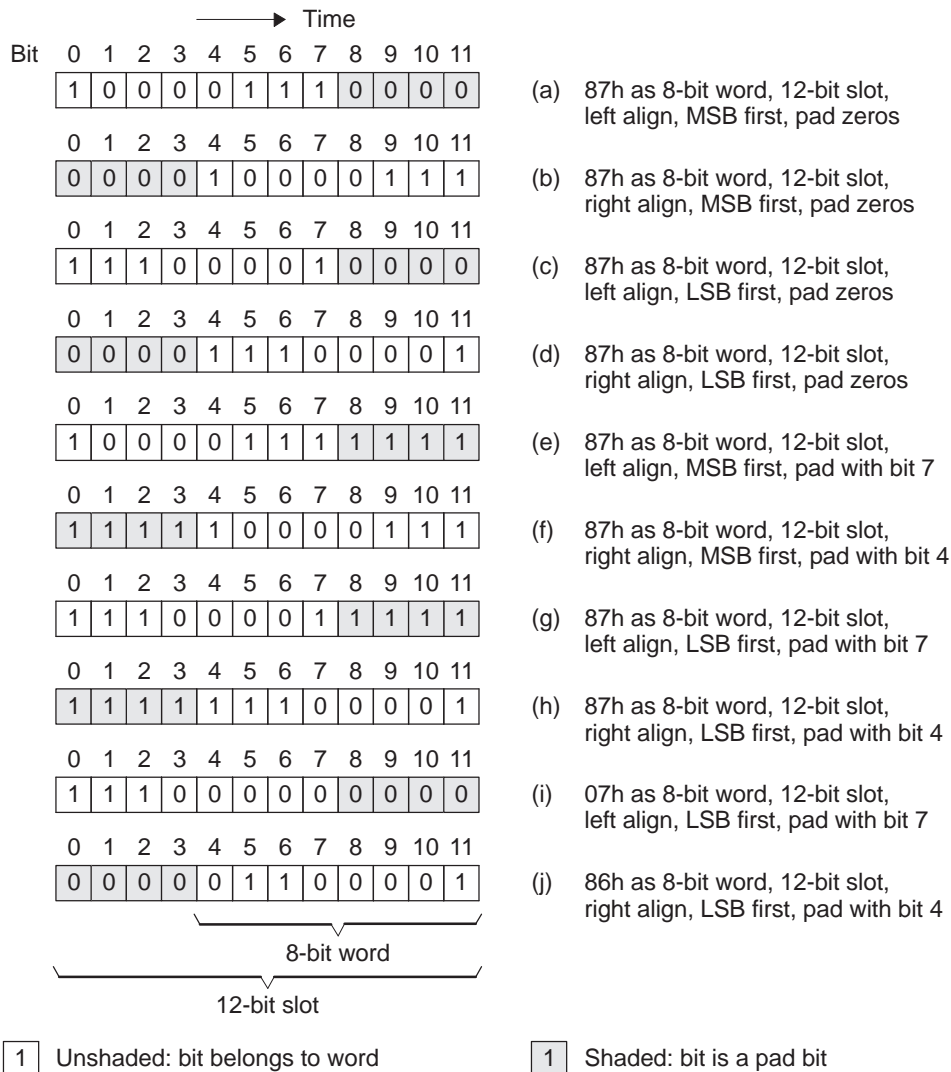 Time
Bit 0 1 2 3 4 5 6 7 8 9 10 11
1 0 0 0 0 1 1 1 0 0 0 0
(a) 87h as 8-bit word, 12-bit slot,
left align, MSB first, pad zeros
0 1 2 3 4 5 6 7 8 9 10 11
0 0 0 0 1 0 0 0 0 1 1 1
(b) 87h as 8-bit word, 12-bit slot,
right align, MSB first, pad zeros
0 1 2 3 4 5 6 7 8 9 10 11
1 1 1 0 0 0 0 1 0 0 0 0
(c) 87h as 8-bit word, 12-bit slot,
left align, LSB first, pad zeros
0 1 2 3 4 5 6 7 8 9 10 11
0 0 0 0 1 1 1 0 0 0 0 1
(d) 87h as 8-bit word, 12-bit slot,
right align, LSB first, pad zeros
0 1 2 3 4 5 6 7 8 9 10 11
1 0 0 0 0 1 1 1 1 1 1 1
(e) 87h as 8-bit word, 12-bit slot,
left align, MSB first, pad with bit 7
0 1 2 3 4 5 6 7 8 9 10 11
1 1 1 1 1 0 0 0 0 1 1 1
(f) 87h as 8-bit word, 12-bit slot,
right align, MSB first, pad with bit 4
0 1 2 3 4 5 6 7 8 9 10 11
1 1 1 0 0 0 0 1 1 1 1 1
(g) 87h as 8-bit word, 12-bit slot,
left align, LSB first, pad with bit 7
0 1 2 3 4 5 6 7 8 9 10 11
1 1 1 1 1 1 1 0 0 0 0 1
(h) 87h as 8-bit word, 12-bit slot,
right align, LSB first, pad with bit 4
0 1 2 3 4 5 6 7 8 9 10 11
1 1 1 0 0 0 0 0 0 0 0 0
(i) 07h as 8-bit word, 12-bit slot,
left align, LSB first, pad with bit 7
0 1 2 3 4 5 6 7 8 9 10 11
0 0 0 0 0 1 1 0 0 0 0 1
(j) 86h as 8-bit word, 12-bit slot,
right align, LSB first, pad with bit 4
8-bit word
12-bit slot
1 Unshaded: bit belongs to word
1 Shaded: bit is a pad bit